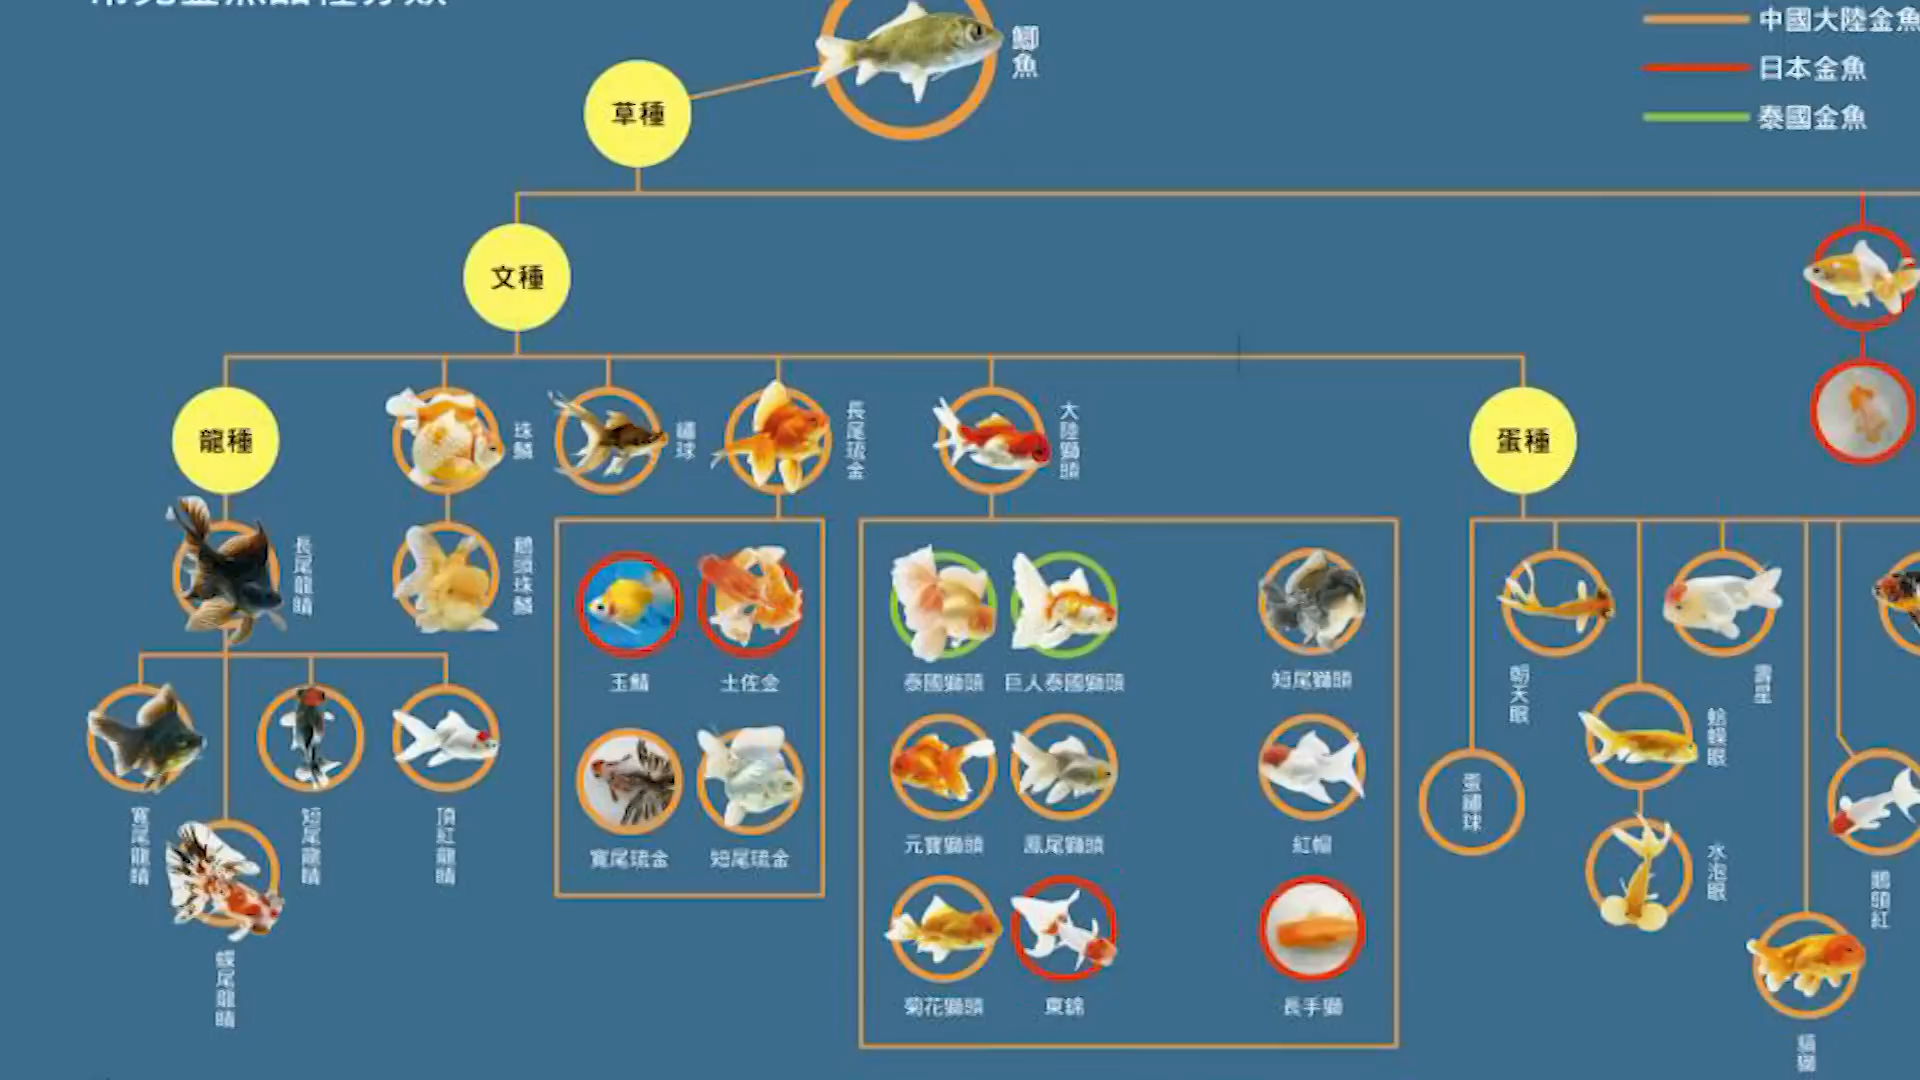 鯽魚
中國大陸金魚
日本金魚
泰國金魚
草種
文種
龍種
珠鱗
繡球
長尾琉金
大陸獅頭
蛋種
長尾龍睛
鵝頭珠鱗
玉鯖
土佐金
泰國獅頭
巨人泰國獅頭
短尾獅頭
朝天眼
壽星
蛤蟆眼
寬尾龍睛
短尾龍睛
頂紅龍睛
寬尾琉金
短尾琉金
元寶獅頭
鳳尾獅頭
紅帽
蛋繡球
水泡眼
鵝頭紅
蝶尾龍睛
菊花獅頭
東錦
長手獅
貓獅